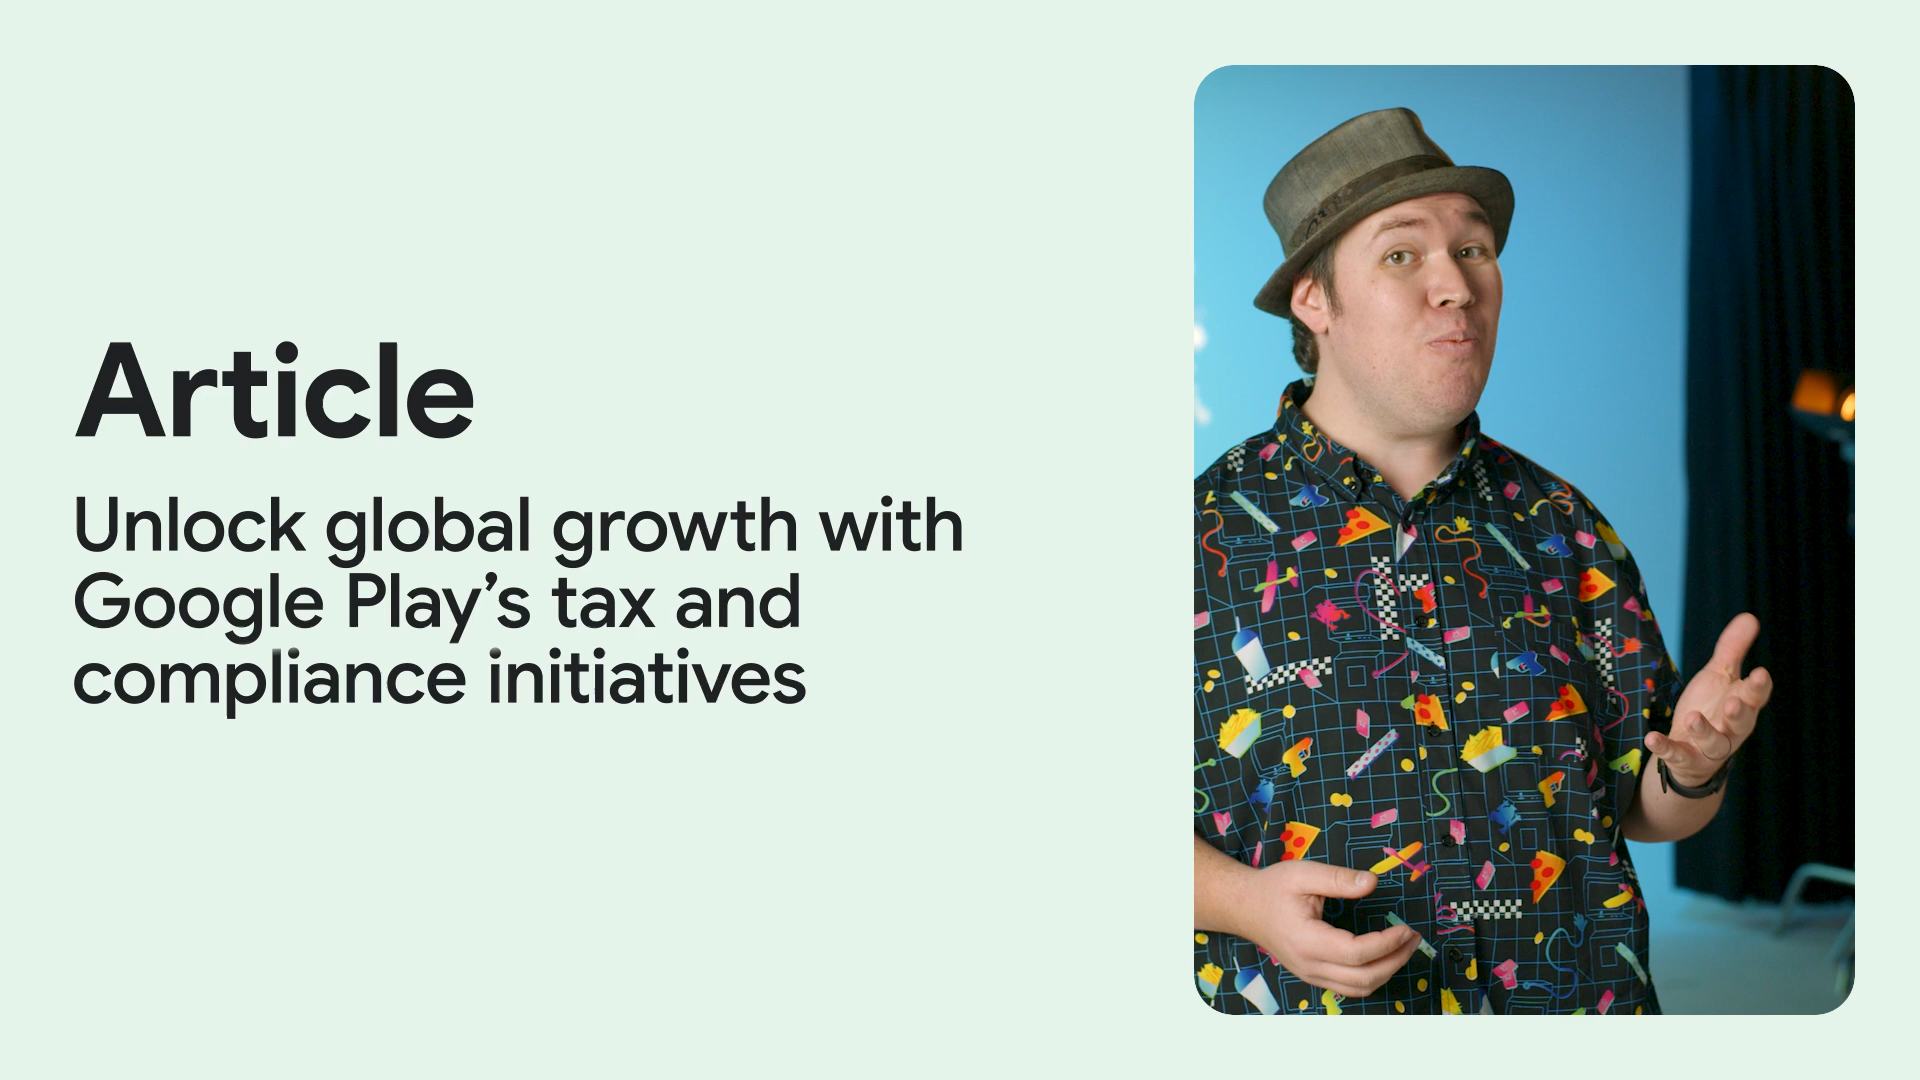 Article
Unlock global growth with
Google Play’s tax and
compliance initiatives